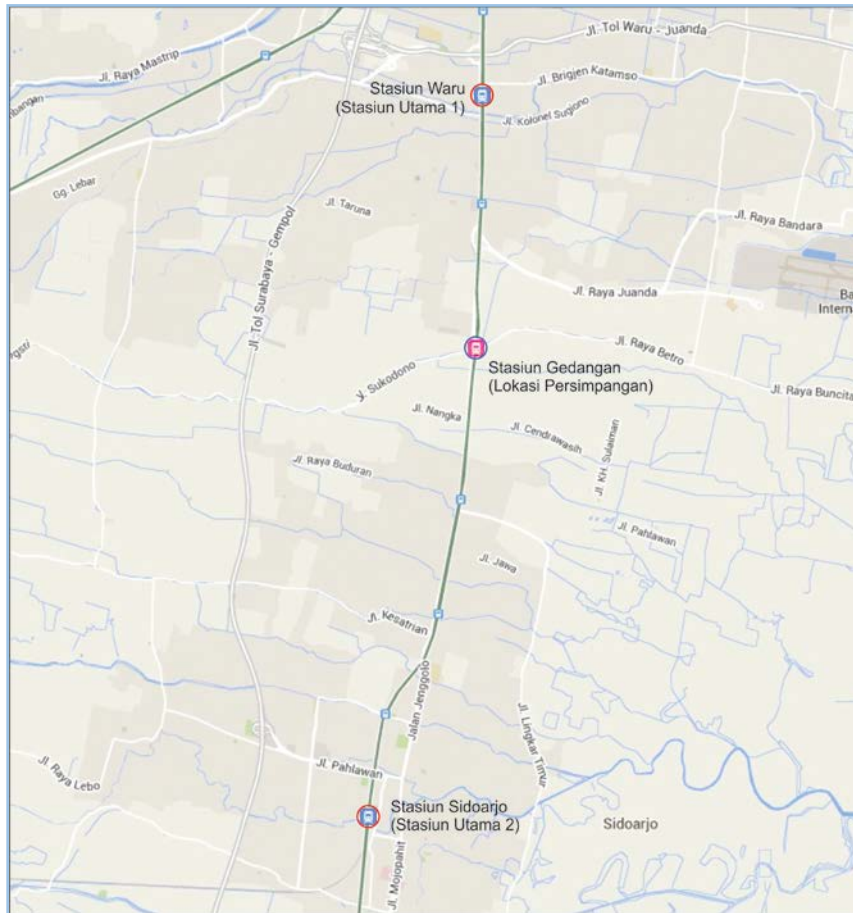 Jl. Tol Waru - Juanda
Jl. Raya Mastrip
Stasiun Waru
(Stasiun Utama 1)
Jl. Brigjen Katamso
Jl. Kolonel Sugiono
Gg. Lebar
Jl. Taruna
Jl. Raya Bandara
Jl. Tol Surabaya - Gempol
Jl. Raya Juanda
Ba
Intern
Jl. Raya Betro
Stasiun Gedangan
(Lokasi Persimpangan)
Jl. Sukodono
Jl. Raya Buncita
Jl. Nangka
Jl. Cendrawasih
Jl. KH. Sulaiman
Jl. Raya Buduran
Jl. Pahlawan
Jl. Jawa
Jl. Kesatrian
Jalan Jenggolo
Jl. Lingkar Timur
Jl. Raya Lebo
Jl. Pahlawan
Stasiun Sidoarjo
(Stasiun Utama 2)
Sidoarjo
Jl. Mojopahit